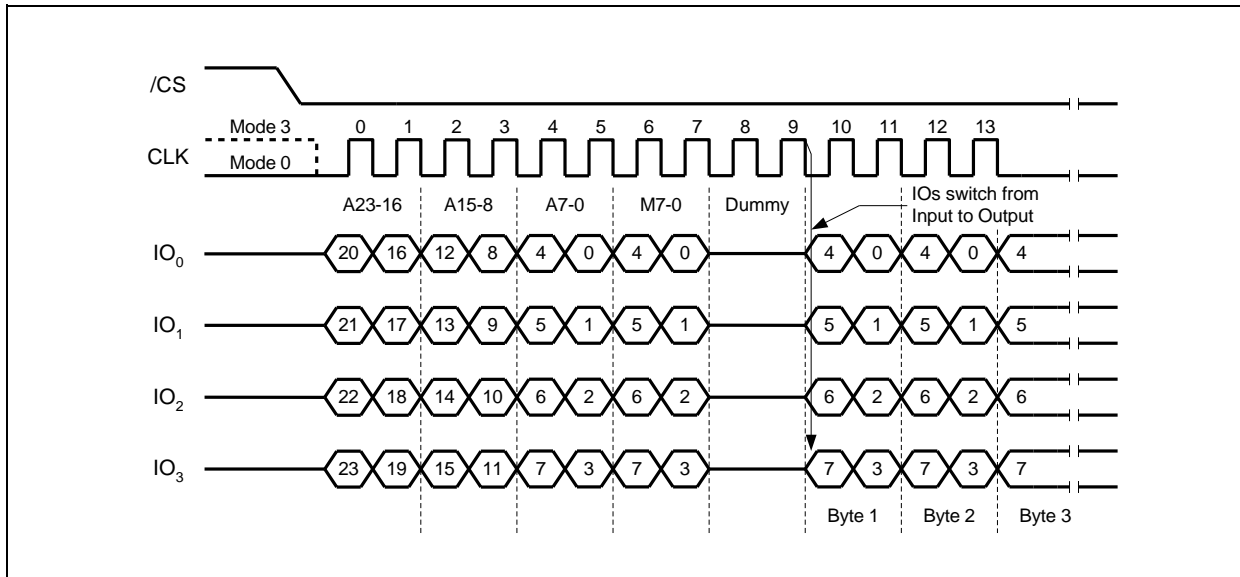 /CS
Mode 3 0 1 2 3 4 5 6 7 8 9 10 11 12 13
CLK
Mode 0
IOs switch from
Input to Output
A23-16 A15-8 A7-0 M7-0 Dummy
IO0 20 16 12 8 4 0 4 0 4 0 4 0 4
IO1 21 17 13 9 5 1 5 1 5 1 5 1 5
IO2 22 18 14 10 6 2 6 2 6 2 6 2 6
IO3 23 19 15 11 7 3 7 3 7 3 7 3 7
Byte 1 Byte 2 Byte 3